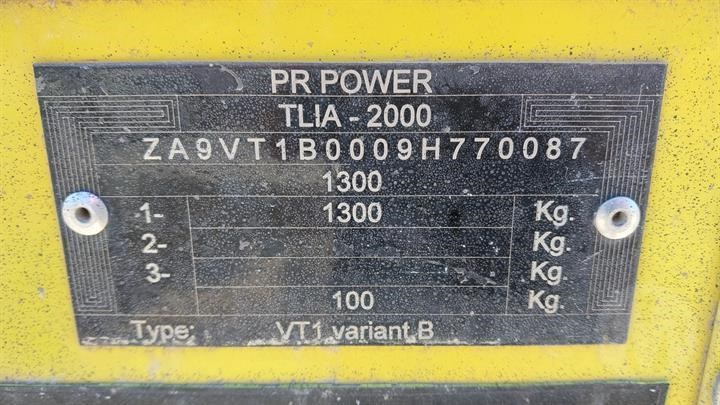 PR POWER
TLIA - 2000
ZA9VT1B0009H770087
1300
1- 1300 Kg.
2- Kg.
3- Kg.
100 Kg.
Type: VT1 variant B